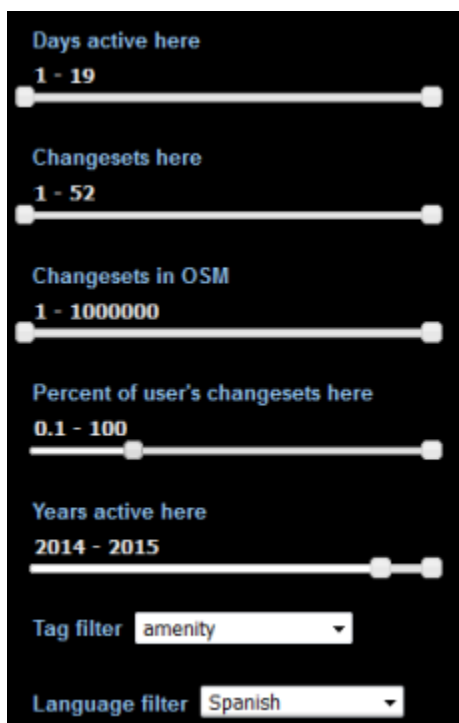 Days active here
1 - 19
Changesets here
1 - 52
Changesets in OSM
1 - 1000000
Percent of user's changesets here
0.1 - 100
Years active here
2014 - 2015
Tag filter amenity
Language filter Spanish